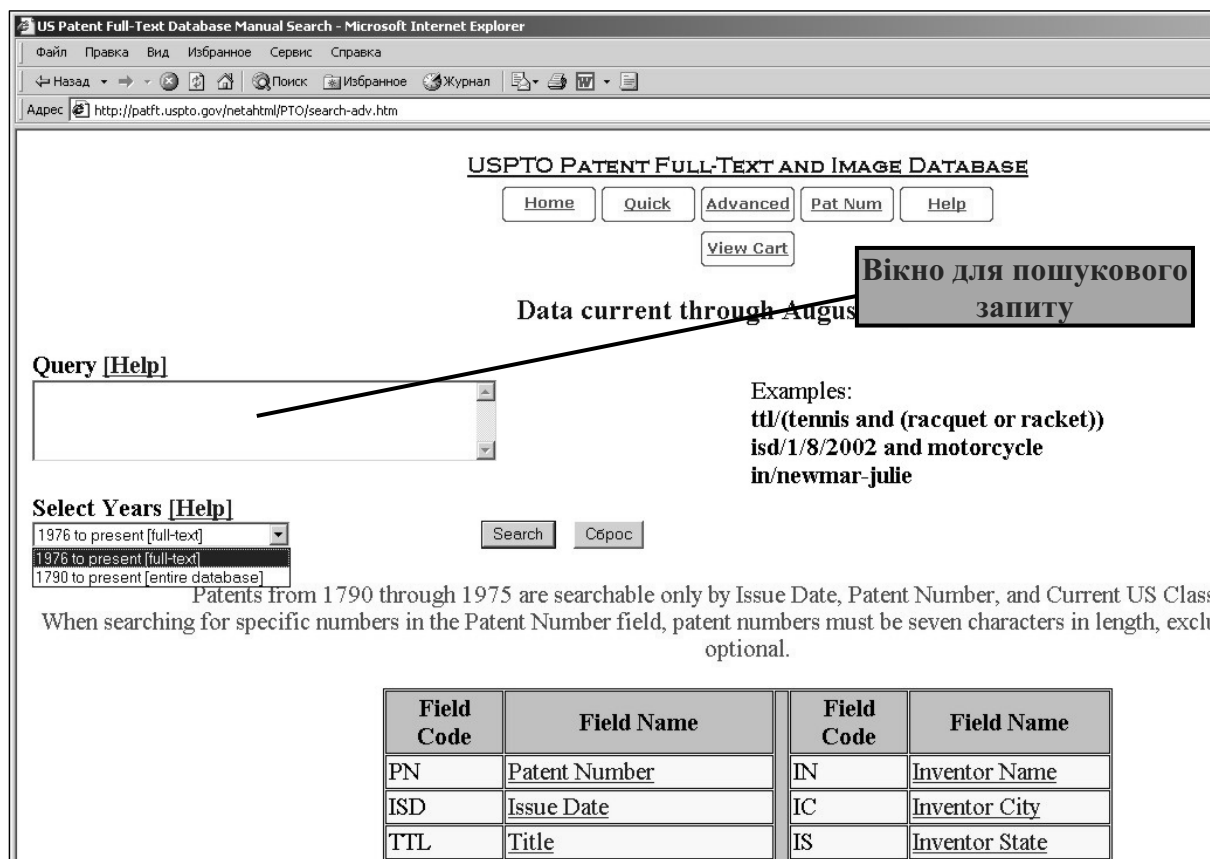 US Patent Full-Text Database Manual Search - Microsoft Internet Explorer
Файл Правка Вид Избранное Сервис Справка
Назад Поиск Избранное Журнал
Адрес http://patft.uspto.gov/netahtml/PTO/search-adv.htm
USPTO PATENT FULL-TEXT AND IMAGE DATABASE
Home Quick Advanced Pat Num Help
View Cart
Вікно для пошукового
запиту
Data current through Augus
Query [Help]
Examples:
ttl/(tennis and (racquet or racket))
isd/1/8/2002 and motorcycle
in/newmar-julie
Select Years [Help]
1976 to present [full-text]
Search Сброс
1976 to present [full-text]
1790 to present [entire database]
Patents from 1790 through 1975 are searchable only by Issue Date, Patent Number, and Current US Clas
When searching for specific numbers in the Patent Number field, patent numbers must be seven characters in length, excl
optional.
Field Code Field Name Field Code Field Name
PN Patent Number IN Inventor Name
ISD Issue Date IC Inventor City
TTL Title IS Inventor State